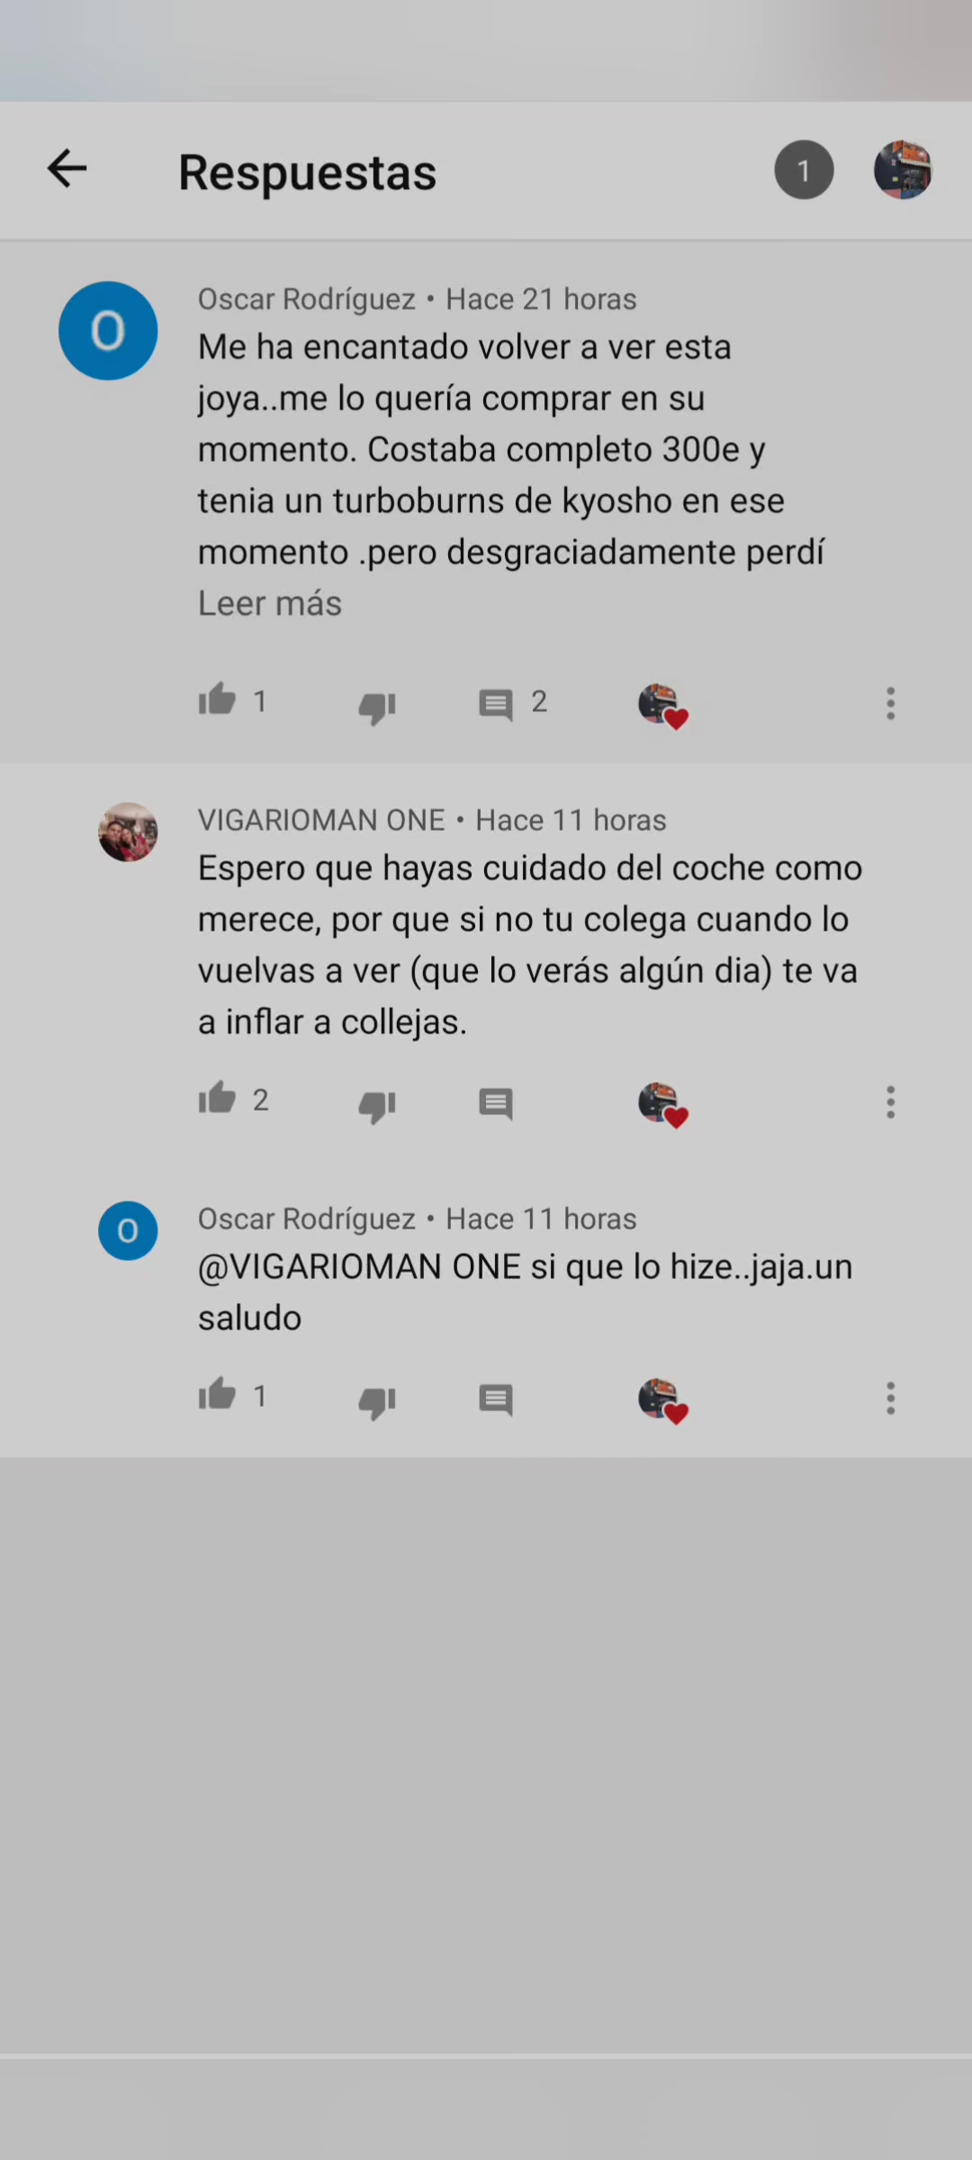 Respuestas
1
Oscar Rodríguez • Hace 21 horas
O
Me ha encantado volver a ver esta
joya..me lo quería comprar en su
momento. Costaba completo 300e y
tenia un turboburns de kyosho en ese
momento .pero desgraciadamente perdí
Leer más
1
2
VIGARIOMAN ONE • Hace 11 horas
Espero que hayas cuidado del coche como
merece, por que si no tu colega cuando lo
vuelvas a ver (que lo verás algún dia) te va
a inflar a collejas.
2
Oscar Rodríguez • Hace 11 horas
O
@VIGARIOMAN ONE si que lo hize..jaja.un
saludo
1